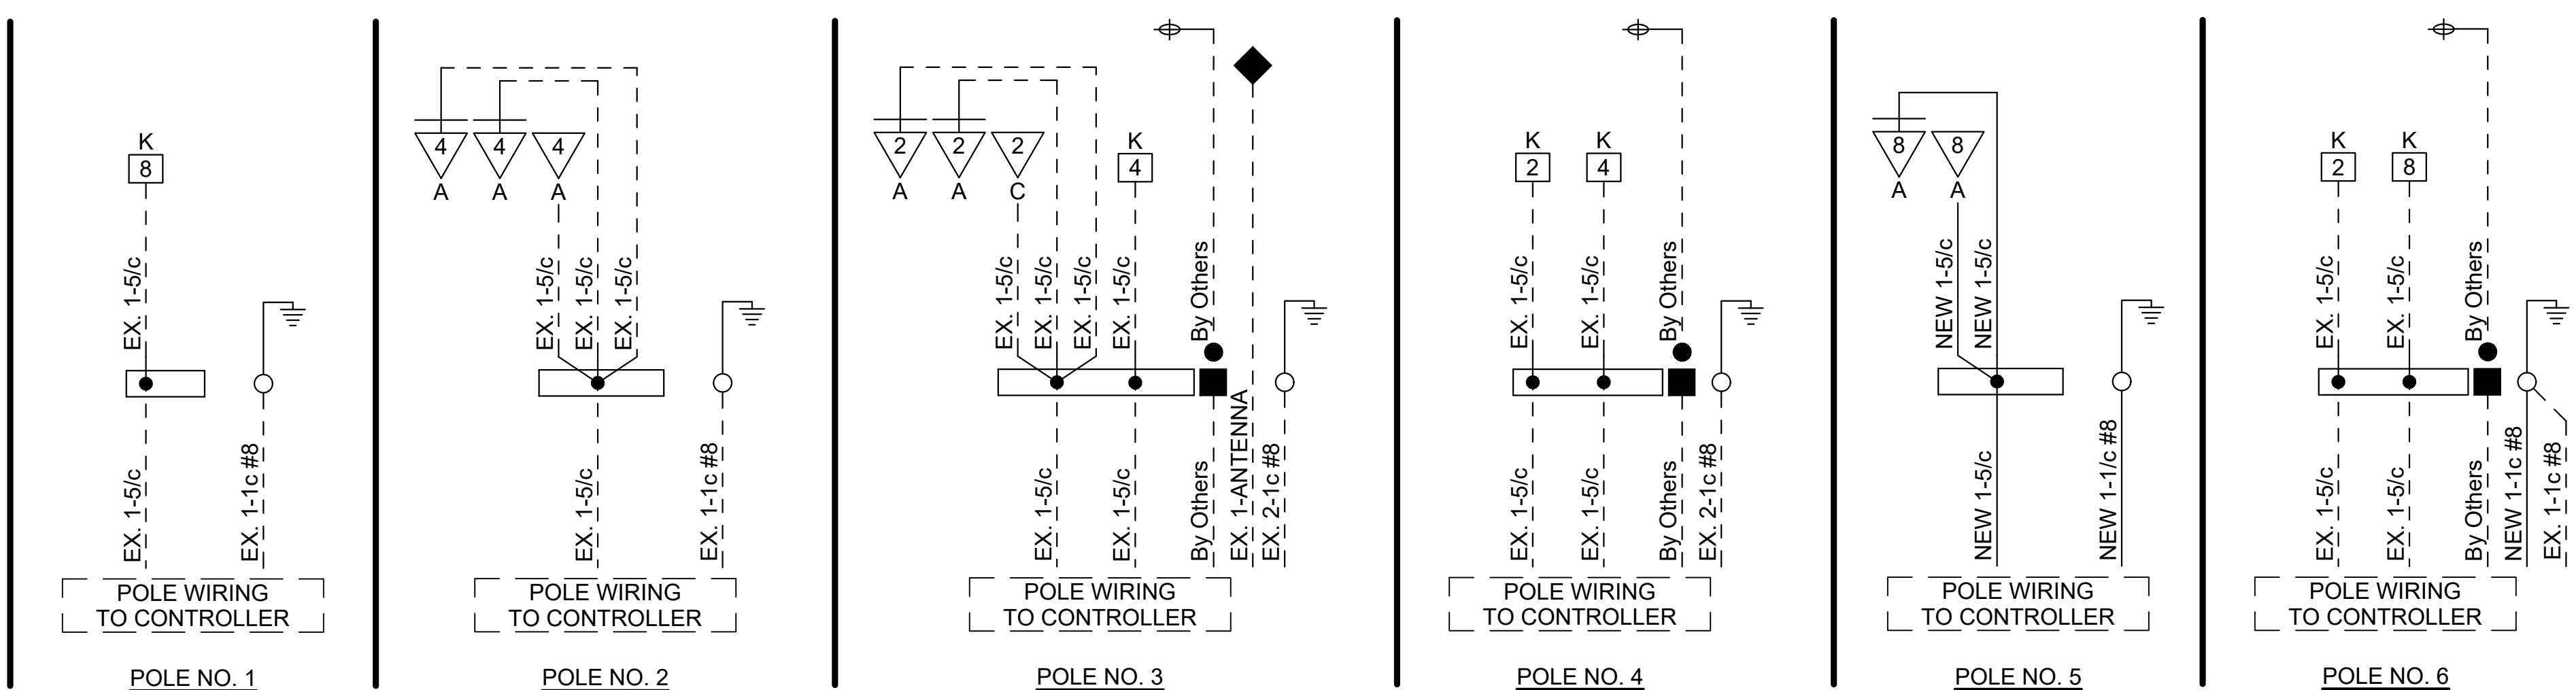 K
8
EX. 1-5/c
EX. 1-5/c
EX. 1-1c #8
POLE WIRING
TO CONTROLLER
POLE NO. 1
4
4
4
A
A
A
EX. 1-5/c
EX. 1-5/c
EX. 1-5/c
EX. 1-5/c
EX. 1-1c #8
POLE WIRING
TO CONTROLLER
POLE NO. 2
2
2
2
A
A
C
K
4
EX. 1-5/c
EX. 1-5/c
EX. 1-5/c
EX. 1-5/c
By Others
EX. 1-5/c
EX. 1-5/c
By Others
EX. 1-ANTENNA
EX. 2-1c #8
POLE WIRING
TO CONTROLLER
POLE NO. 3
K
2
K
4
EX. 1-5/c
EX. 1-5/c
By Others
EX. 1-5/c
EX. 1-5/c
By Others
EX. 2-1c #8
POLE WIRING
TO CONTROLLER
POLE NO. 4
8
8
A
A
NEW 1-5/c
NEW 1-5/c
NEW 1-5/c
NEW 1-1/c #8
POLE WIRING
TO CONTROLLER
POLE NO. 5
K
2
K
8
EX. 1-5/c
EX. 1-5/c
By Others
EX. 1-5/c
EX. 1-5/c
By Others
NEW 1-1c #8
EX. 1-1c #8
POLE WIRING
TO CONTROLLER
POLE NO. 6